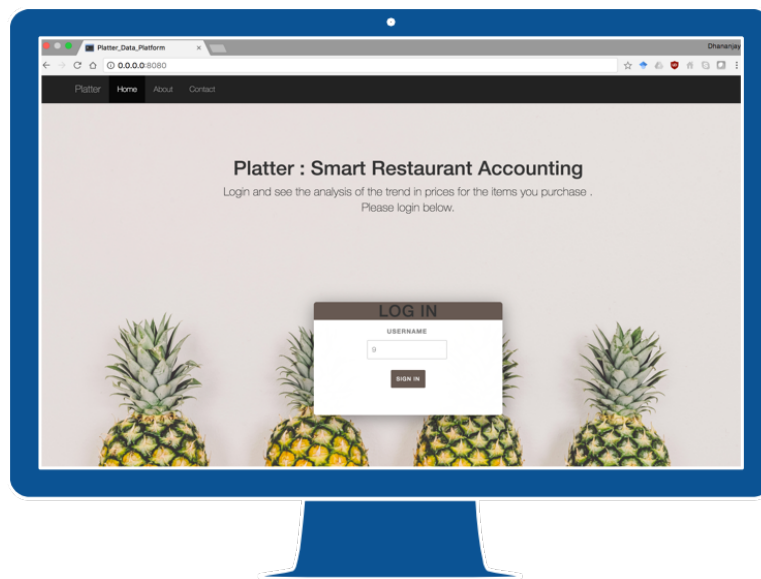 Platter_Data_Platform
Dhananjay
0.0.0.0:8080
Platter Home About Contact
Platter : Smart Restaurant Accounting
Login and see the analysis of the trend in prices for the items you purchase .
Please login below.
LOG IN
USERNAME
9
SIGN IN